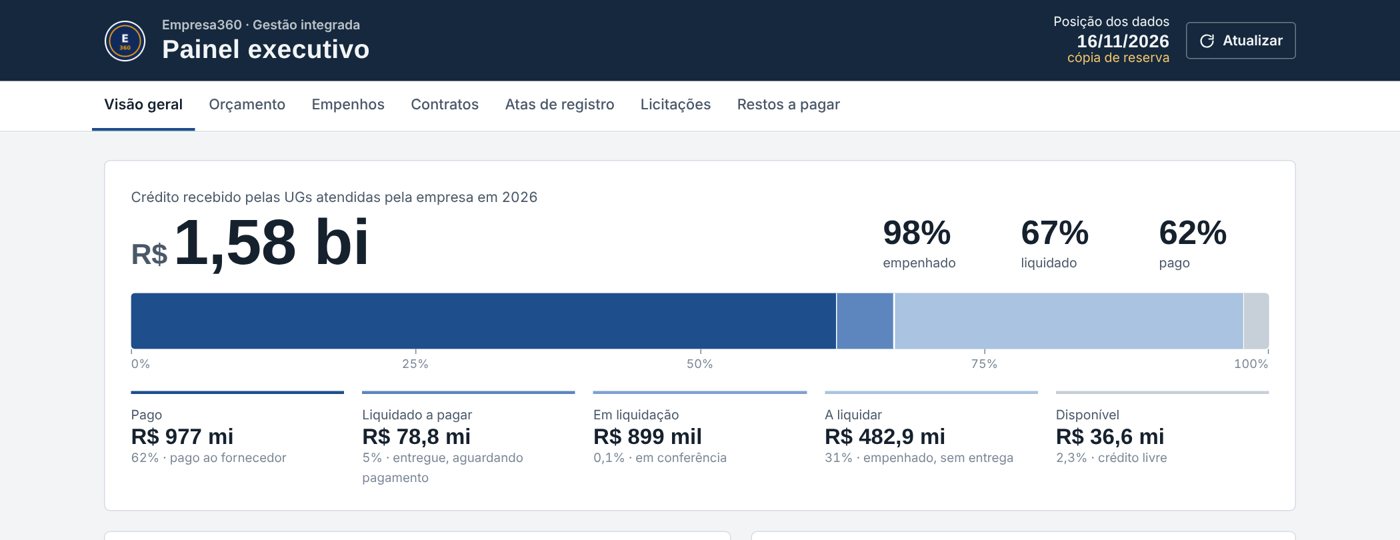 E
360
Empresa360 · Gestão integrada
Painel executivo
Posição dos dados
16/11/2026
cópia de reserva
Atualizar
Visão geral
Orçamento
Empenhos
Contratos
Atas de registro
Licitações
Restos a pagar
Crédito recebido pelas UGs atendidas pela empresa em 2026
R$ 1,58 bi
98%
empenhado
67%
liquidado
62%
pago
0%
25%
50%
75%
100%
Pago
R$ 977 mi
62% · pago ao fornecedor
Liquidado a pagar
R$ 78,8 mi
5% · entregue, aguardando
pagamento
Em liquidação
R$ 899 mil
0,1% · em conferência
A liquidar
R$ 482,9 mi
31% · empenhado, sem entrega
Disponível
R$ 36,6 mi
2,3% · crédito livre